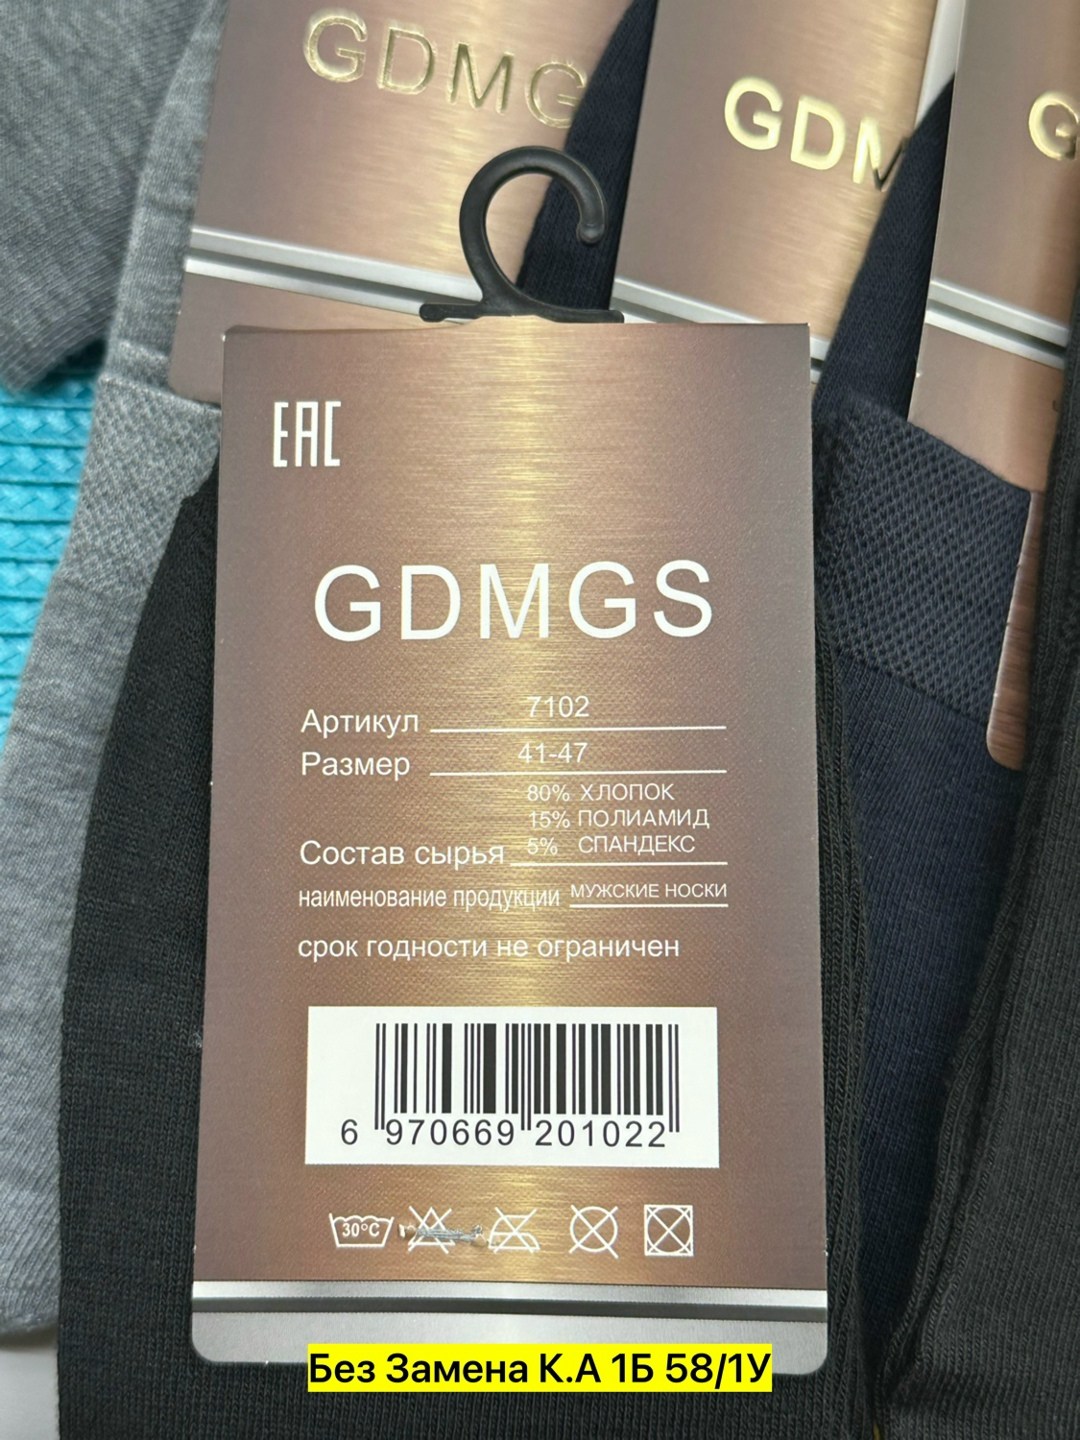 GDMG
GDM
G
EAC
GDMGS
Артикул 7102
Размер 41-47
80% ХЛОПОК
15% ПОЛИАМИД
Состав сырья 5% СПАНДЕКС
наименование продукции МУЖСКИЕ НОСКИ
срок годности не ограничен
6 970669 201022
30°C
Без Замена К.А 1Б 58/1У